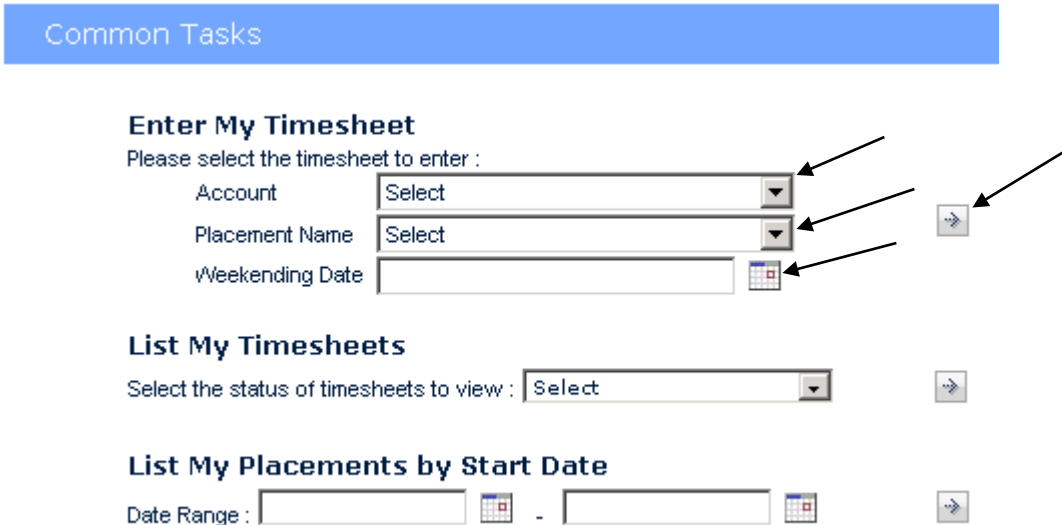 Common Tasks
Enter My Timesheet
Please select the timesheet to enter :
Account Select
Placement Name Select
Weekending Date
List My Timesheets
Select the status of timesheets to view : Select
List My Placements by Start Date
Date Range : -